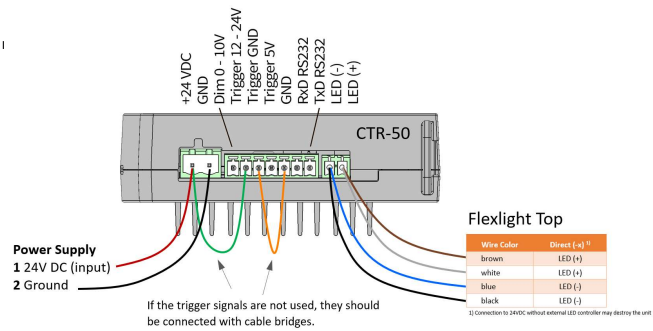 I
+24 VDC
GND
Dim 0 - 10V
Trigger 12 - 24V
Trigger GND
Trigger 5V
GND
RxD RS232
TxD RS232
LED (-)
LED (+)
CTR-50
Flexlight Top
Wire Color Direct (-x) 1)
brown LED (+)
white LED (+)
blue LED (-)
black LED (-)
1) Connection to 24VDC without external LED controller may destroy the unit
Power Supply
1 24V DC (input)
2 Ground
If the trigger signals are not used, they should
be connected with cable bridges.